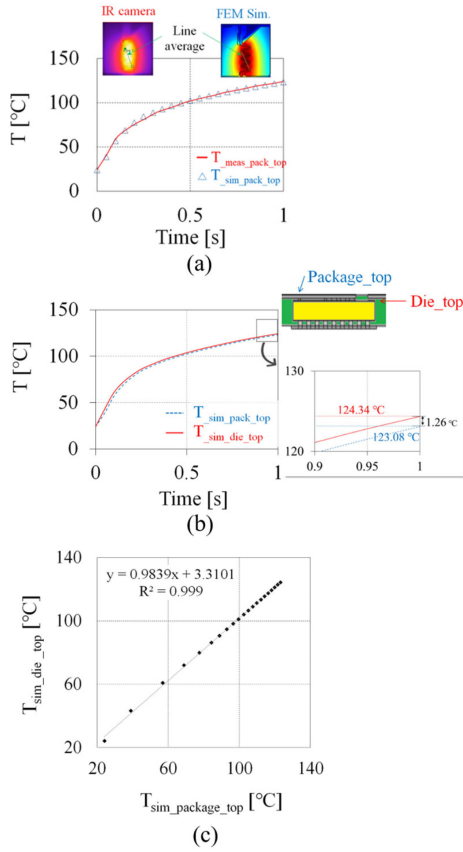 (a)
IR camera
FEM Sim.
Line
average
150
100
50
0
T [°C]
T_meas_pack_top
T_sim_pack_top
0
0.5
1
Time [s]
(a)
Package_top
Die_top
150
100
50
0
T [°C]
T_sim_pack_top
T_sim_die_top
0
0.5
1
Time [s]
130
124.34 °C
1.26 °C
123.08 °C
120
0.9
0.95
1
(b)
140
100
60
20
Tsim_die_top [°C]
y = 0.9839x + 3.3101
R² = 0.999
20
60
100
140
Tsim_package_top [°C]
(c)